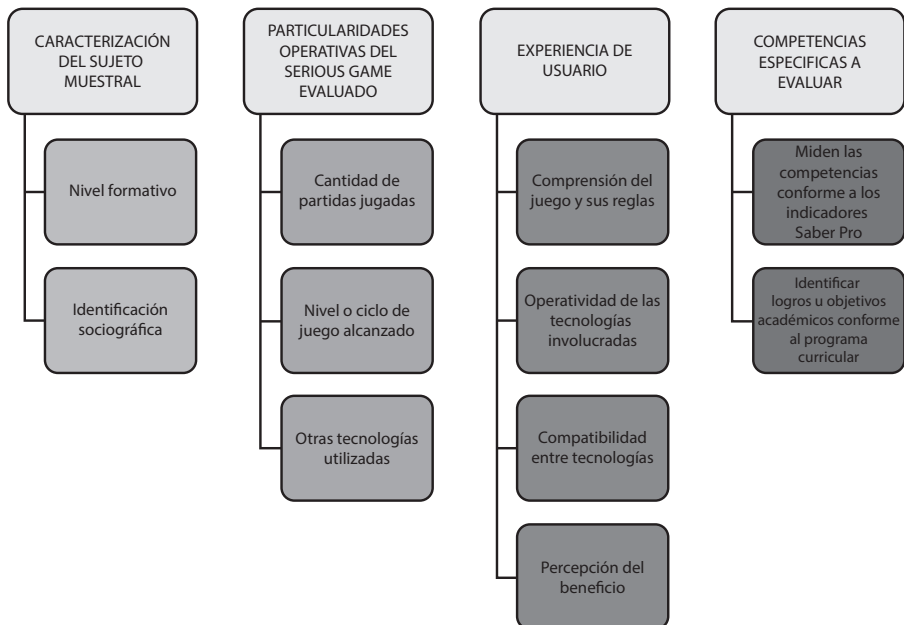 CARACTERIZACIÓN
DEL SUJETO
MUESTRAL
Nivel formativo
Identificación
sociográfica
PARTICULARIDADES
OPERATIVAS DEL
SERIOUS GAME
EVALUADO
Cantidad de
partidas jugadas
Nivel o ciclo de
juego alcanzado
Otras tecnologías
utilizadas
EXPERIENCIA DE
USUARIO
Comprensión del
juego y sus reglas
Operatividad de las
tecnologías
involucradas
Compatibilidad
entre tecnologías
Percepción del
beneficio
COMPETENCIAS
ESPECIFICAS A
EVALUAR
Miden las
competencias
conforme a los
indicadores
Saber Pro
Identificar
logros u objetivos
académicos conforme
al programa
curricular